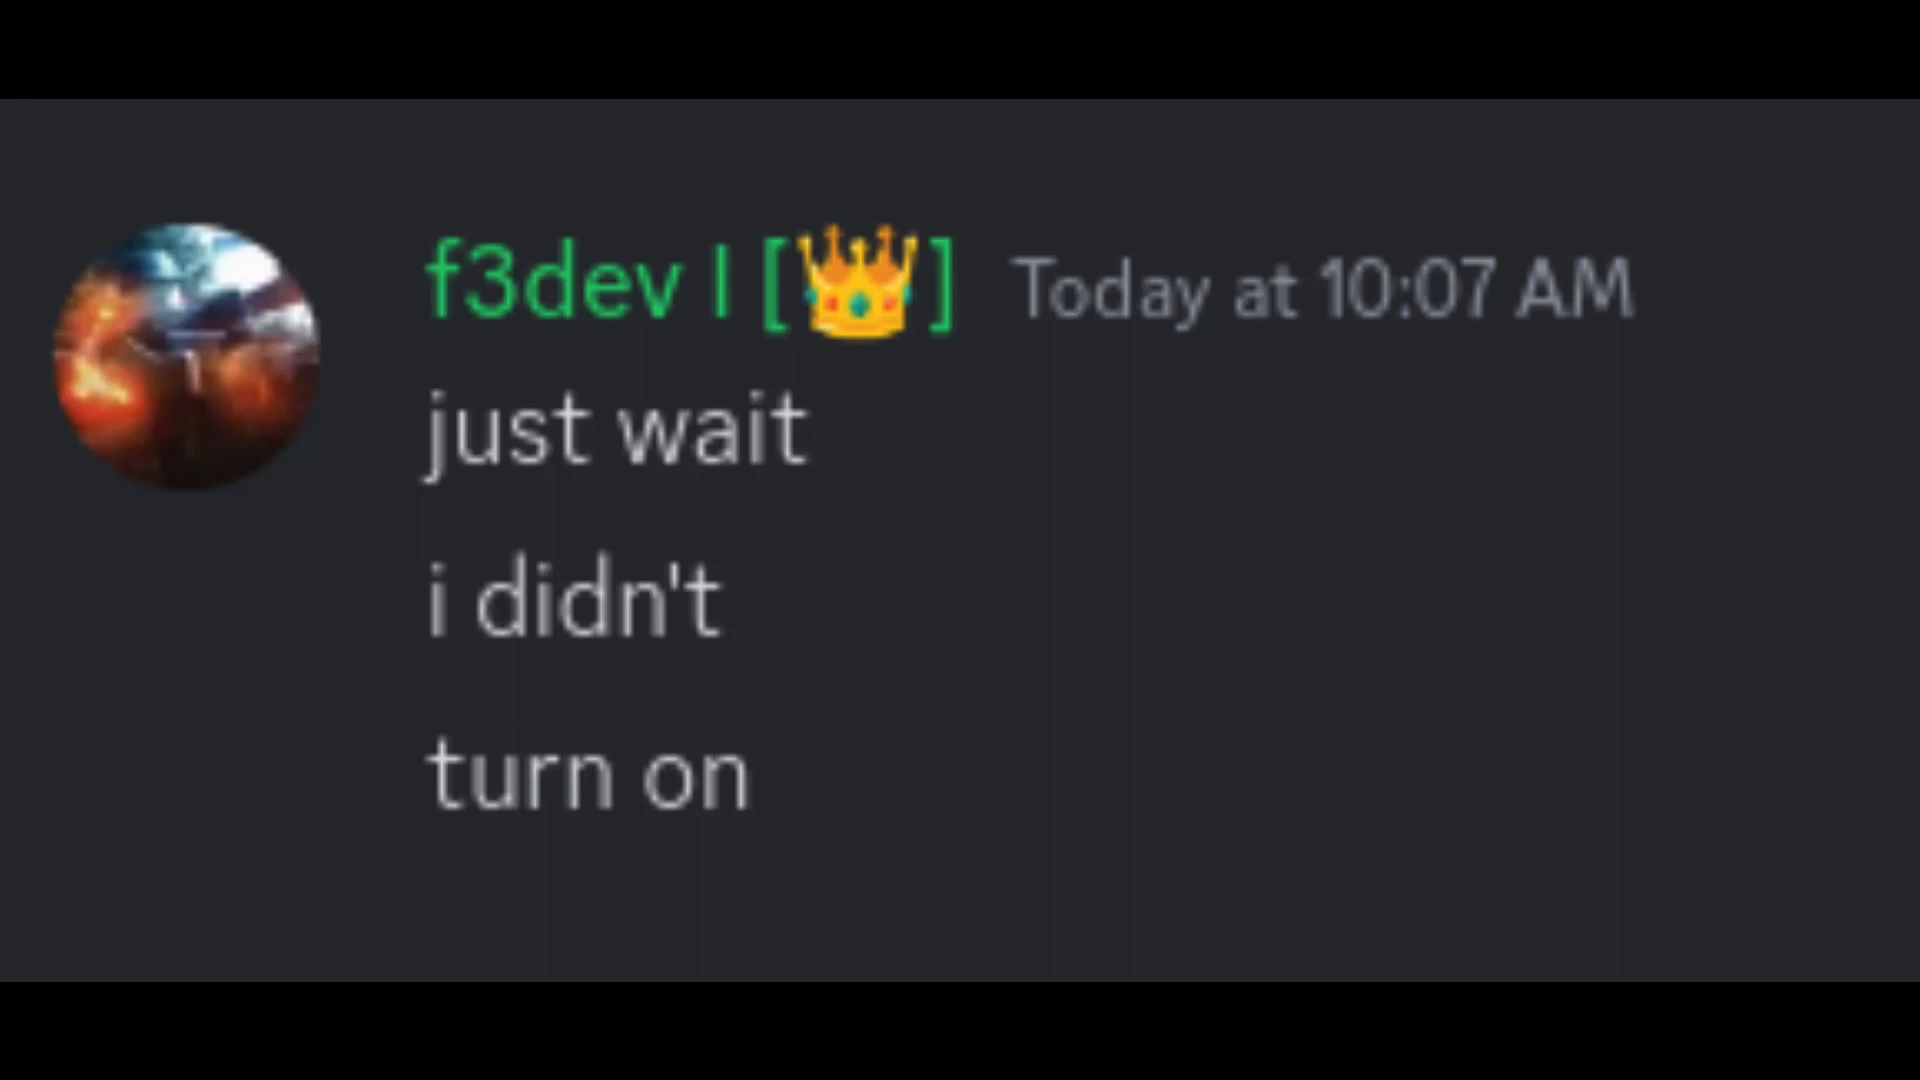 f3dev | [👑] Today at 10:07 AM
just wait
i didn't
turn on